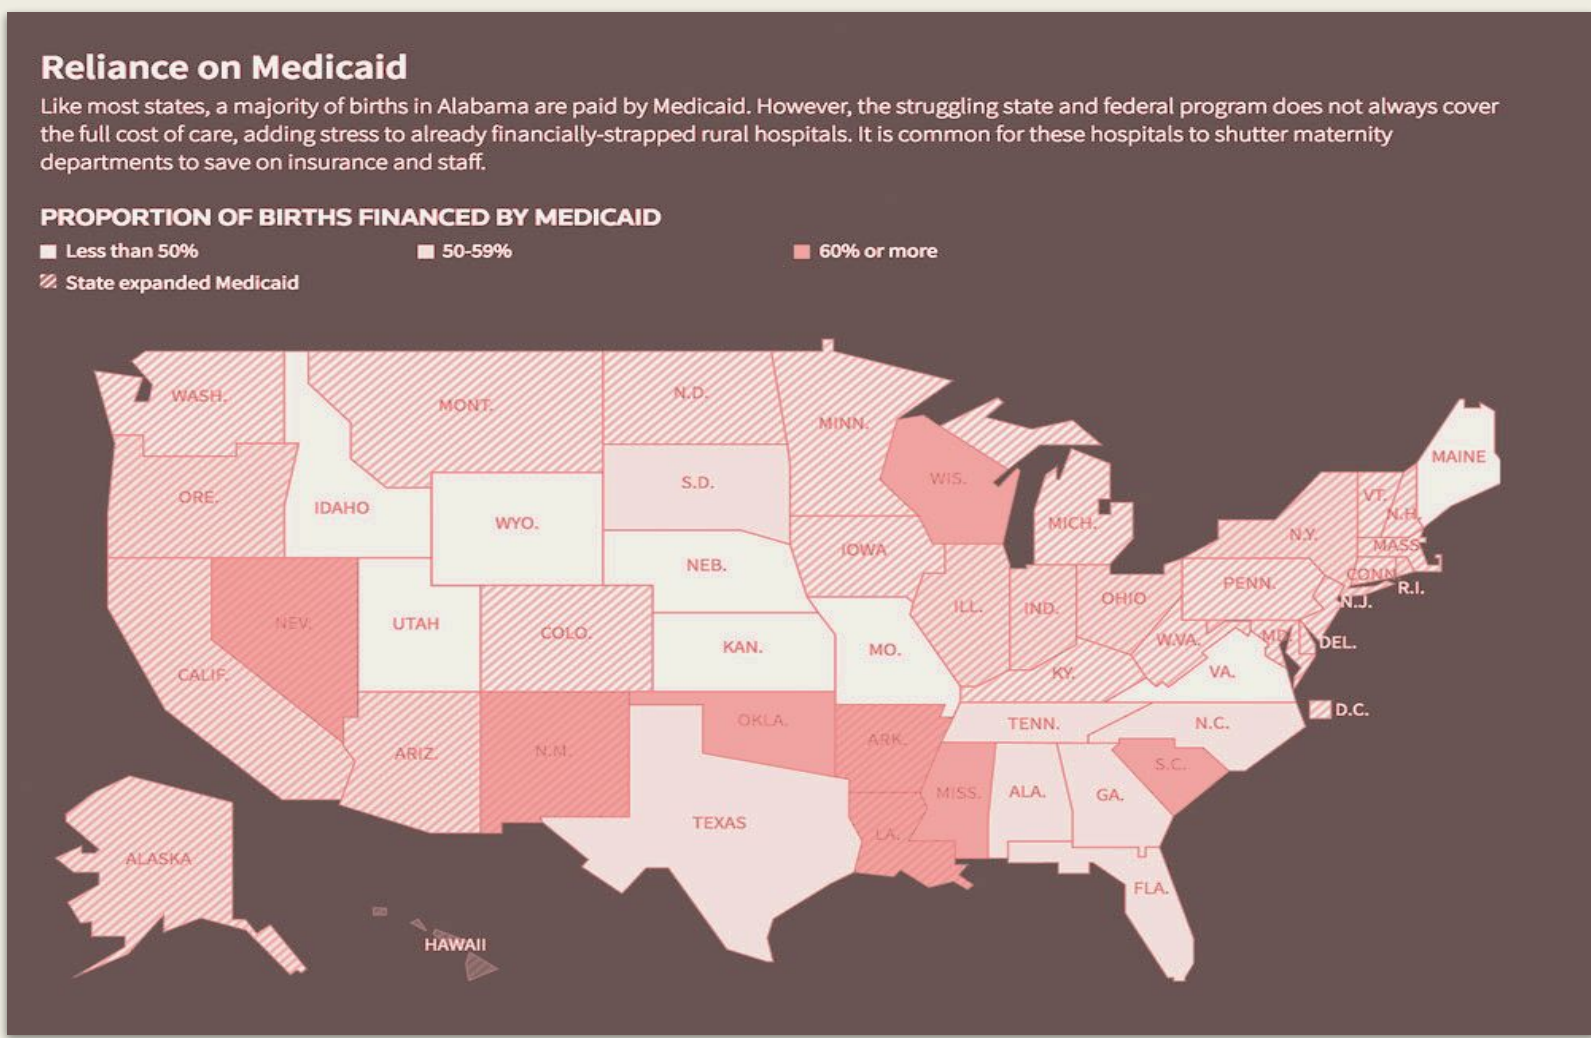 Reliance on Medicaid
Like most states, a majority of births in Alabama are paid by Medicaid. However, the struggling state and federal program does not always cover
the full cost of care, adding stress to already financially-strapped rural hospitals. It is common for these hospitals to shutter maternity
departments to save on insurance and staff.
PROPORTION OF BIRTHS FINANCED BY MEDICAID
Less than 50% 50-59% 60% or more
State expanded Medicaid
WASH.
MONT.
N.D.
MINN.
ORE.
IDAHO
WYO.
S.D.
WIS.
MICH.
MAINE
VT.
N.H.
N.Y.
MASS.
CONN.
R.I.
NEB.
IOWA
PENN.
N.J.
NEV.
UTAH
COLO.
KAN.
MO.
ILL.
IND.
OHIO
W.VA.
MD.
DEL.
CALIF.
KY.
VA.
D.C.
ARIZ.
N.M.
OKLA.
ARK.
TENN.
N.C.
S.C.
TEXAS
LA.
MISS.
ALA.
GA.
FLA.
ALASKA
HAWAII